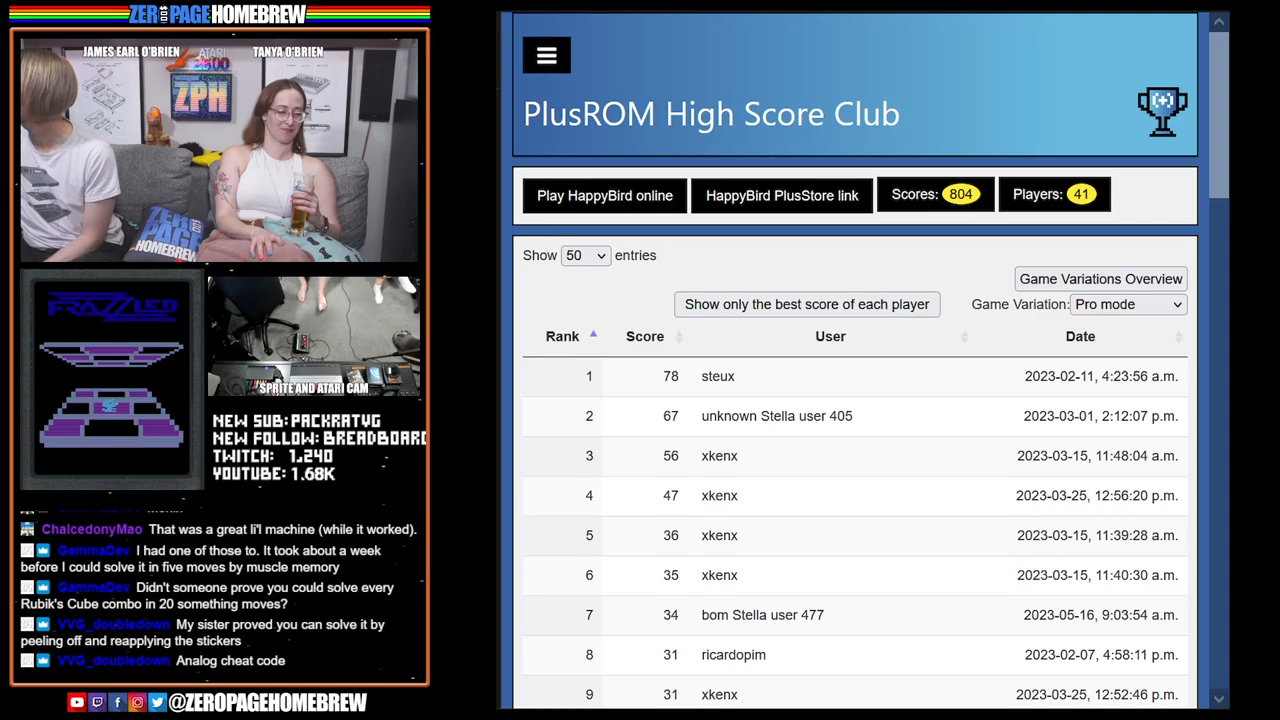 ZEROPAGE HOMEBREW
JAMES EARL O'BRIEN
TANYA O'BRIEN
ATARI
ZPH
ZERO
PAGE
HOMEBREW
FRAZZLED
SPRITE AND ATARI CAM
NEW SUB: PACKRATVG
NEW FOLLOW: BREADBOARD
TWITCH: 1,240
YOUTUBE: 1.68K
ChalcedonyMao That was a great li'l machine (while it worked).
GammaDev I had one of those to. It took about a week
before I could solve it in five moves by muscle memory
GammaDev Didn't someone prove you could solve every
Rubik's Cube combo in 20 something moves?
VVG_doubledown My sister proved you can solve it by
peeling off and reapplying the stickers
VVG_doubledown Analog cheat code
@ZEROPAGEHOMEBREW
PlusROM High Score Club
Play HappyBird online HappyBird PlusStore link Scores: 804 Players: 41
Show 50 entries
Game Variations Overview
Show only the best score of each player Game Variation: Pro mode
Rank Score User Date
1 78 steux 2023-02-11, 4:23:56 a.m.
2 67 unknown Stella user 405 2023-03-01, 2:12:07 p.m.
3 56 xkenx 2023-03-15, 11:48:04 a.m.
4 47 xkenx 2023-03-25, 12:56:20 p.m.
5 36 xkenx 2023-03-15, 11:39:28 a.m.
6 35 xkenx 2023-03-15, 11:40:30 a.m.
7 34 bom Stella user 477 2023-05-16, 9:03:54 a.m.
8 31 ricardopim 2023-02-07, 4:58:11 p.m.
9 31 xkenx 2023-03-25, 12:52:46 p.m.